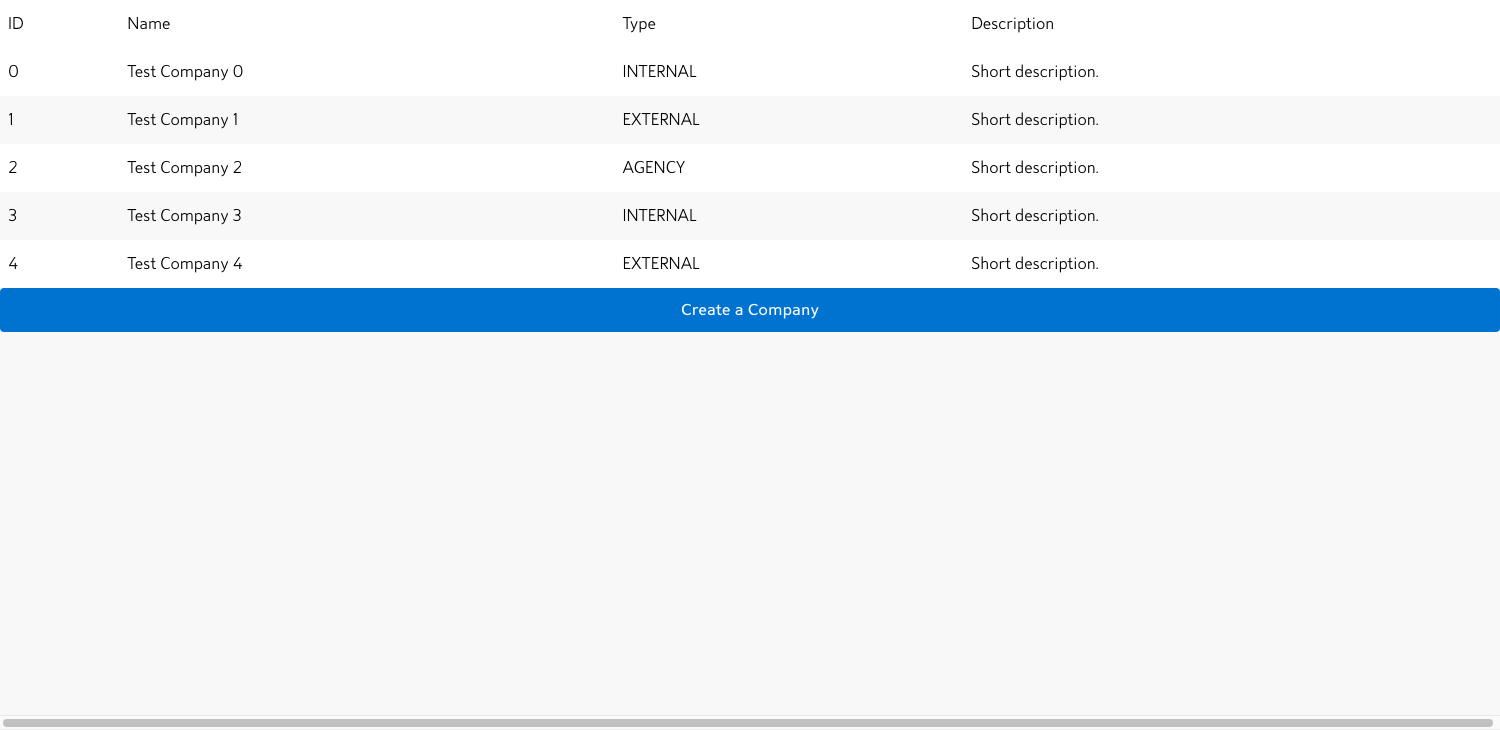 ID Name Type Description
0 Test Company 0 INTERNAL Short description.
1 Test Company 1 EXTERNAL Short description.
2 Test Company 2 AGENCY Short description.
3 Test Company 3 INTERNAL Short description.
4 Test Company 4 EXTERNAL Short description.
Create a Company